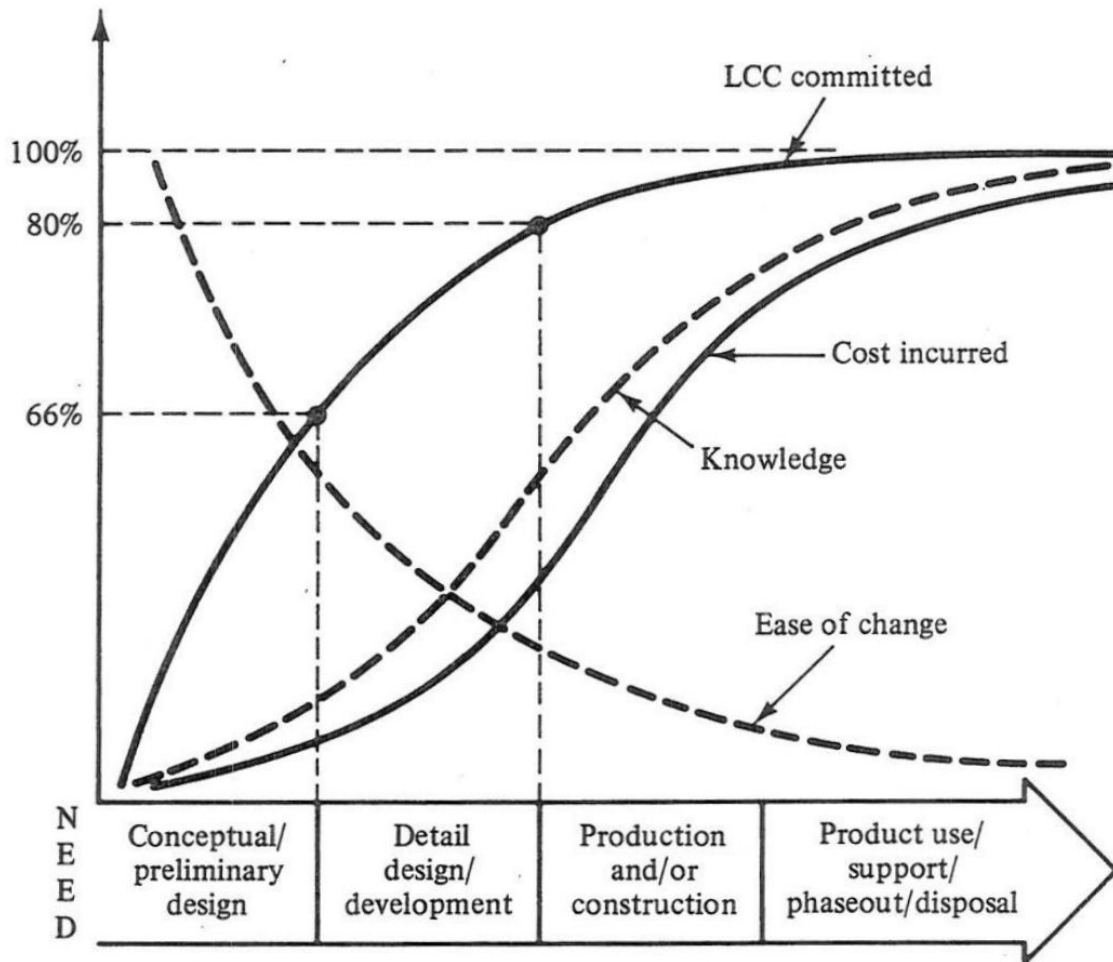 LCC committed
100%
80%
Cost incurred
66%
Knowledge
Ease of change
NEED
Conceptual/
preliminary
design
Detail
design/
development
Production
and/or
construction
Product use/
support/
phaseout/disposal